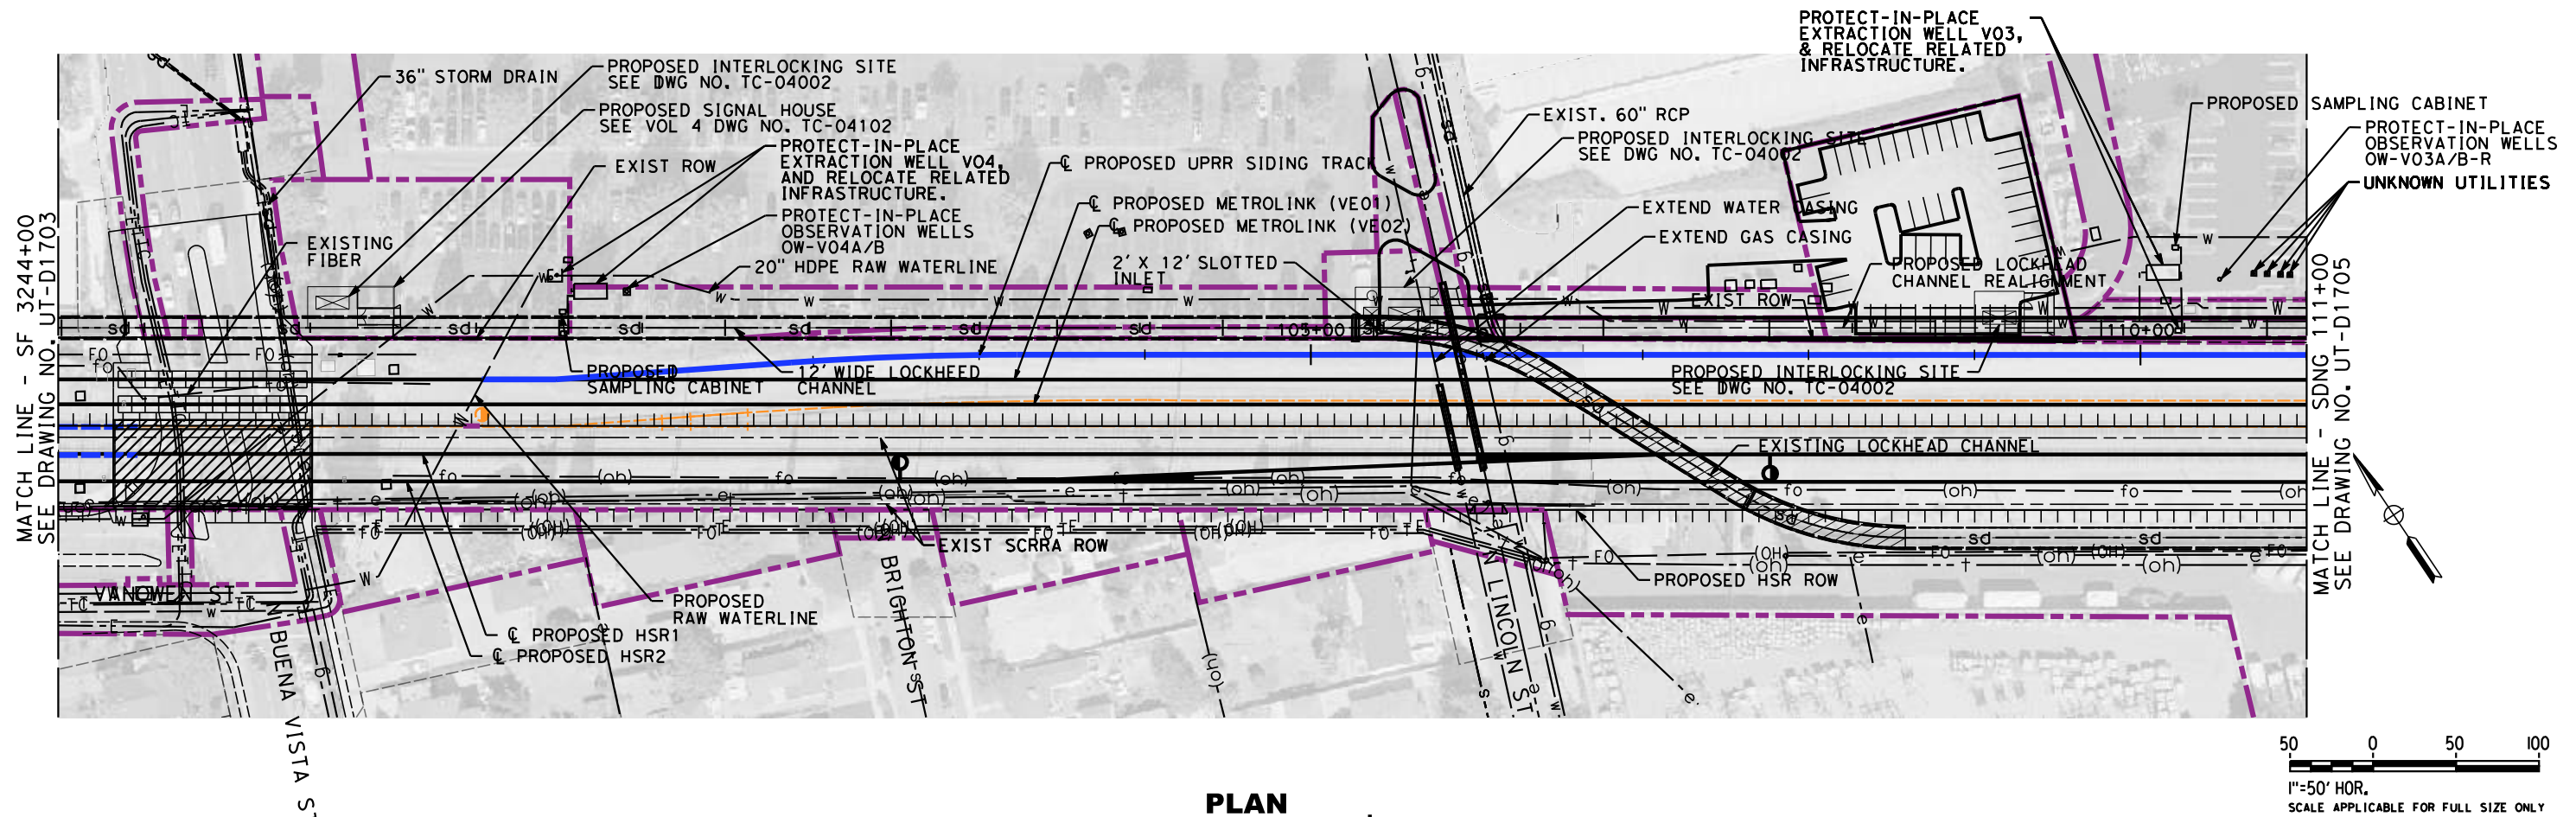 PROTECT-IN-PLACE
EXTRACTION WELL V03,
& RELOCATE RELATED
INFRASTRUCTURE.
36" STORM DRAIN
PROPOSED INTERLOCKING SITE
SEE DWG NO. TC-04002
PROPOSED SIGNAL HOUSE
SEE VOL 4 DWG NO. TC-04102
EXIST ROW
PROTECT-IN-PLACE
EXTRACTION WELL V04,
AND RELOCATE RELATED
INFRASTRUCTURE.
PROTECT-IN-PLACE
OBSERVATION WELLS
OW-V04A/B
20" HDPE RAW WATERLINE
℄ PROPOSED UPRR SIDING TRACK
℄ PROPOSED METROLINK (VE01)
℄ PROPOSED METROLINK (VE02)
2' X 12' SLOTTED
INLET
EXIST. 60" RCP
PROPOSED INTERLOCKING SITE
SEE DWG NO. TC-04002
EXTEND WATER CASING
EXTEND GAS CASING
PROPOSED SAMPLING CABINET
PROTECT-IN-PLACE
OBSERVATION WELLS
OW-V03A/B-R
UNKNOWN UTILITIES
EXISTING
FIBER
PROPOSED LOCKHEAD
CHANNEL REALIGNMENT
EXIST ROW
MATCH LINE - SF 3244+00
SEE DRAWING NO. UT-D1703
105+00
110+00
PROPOSED
SAMPLING CABINET
12' WIDE LOCKHEED
CHANNEL
PROPOSED INTERLOCKING SITE
SEE DWG NO. TC-04002
EXISTING LOCKHEAD CHANNEL
EXIST SCRRA ROW
PROPOSED HSR ROW
PROPOSED
RAW WATERLINE
℄ PROPOSED HSR1
℄ PROPOSED HSR2
VANOWEN ST
N BUENA VISTA ST
N BRIGHTON ST
N LINCOLN ST
MATCH LINE - SDNG 111+00
SEE DRAWING NO. UT-D1705
50 0 50 100
1"=50' HOR.
SCALE APPLICABLE FOR FULL SIZE ONLY
PLAN